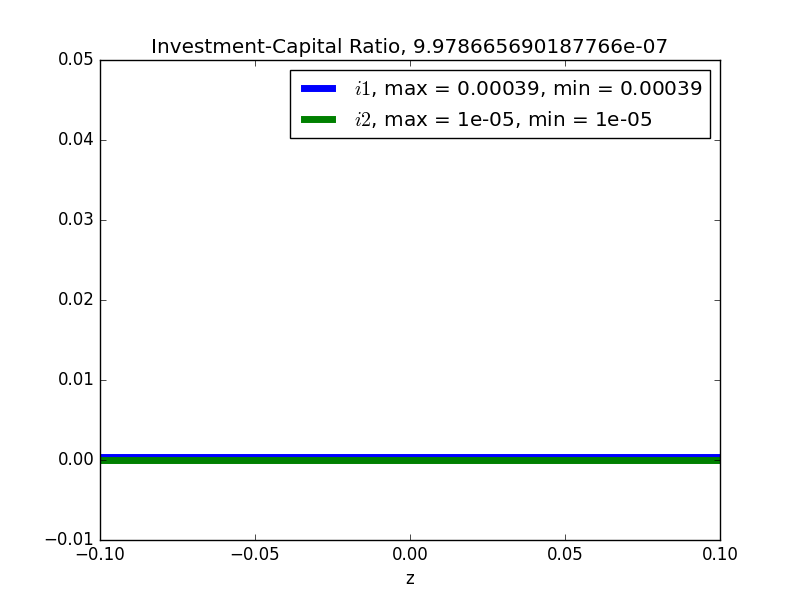 Investment-Capital Ratio, 9.978665690187766e-07
0.05
i1, max = 0.00039, min = 0.00039
i2, max = 1e-05, min = 1e-05
0.04
0.03
0.02
0.01
0.00
−0.01
−0.10 −0.05 0.00 0.05 0.10
z